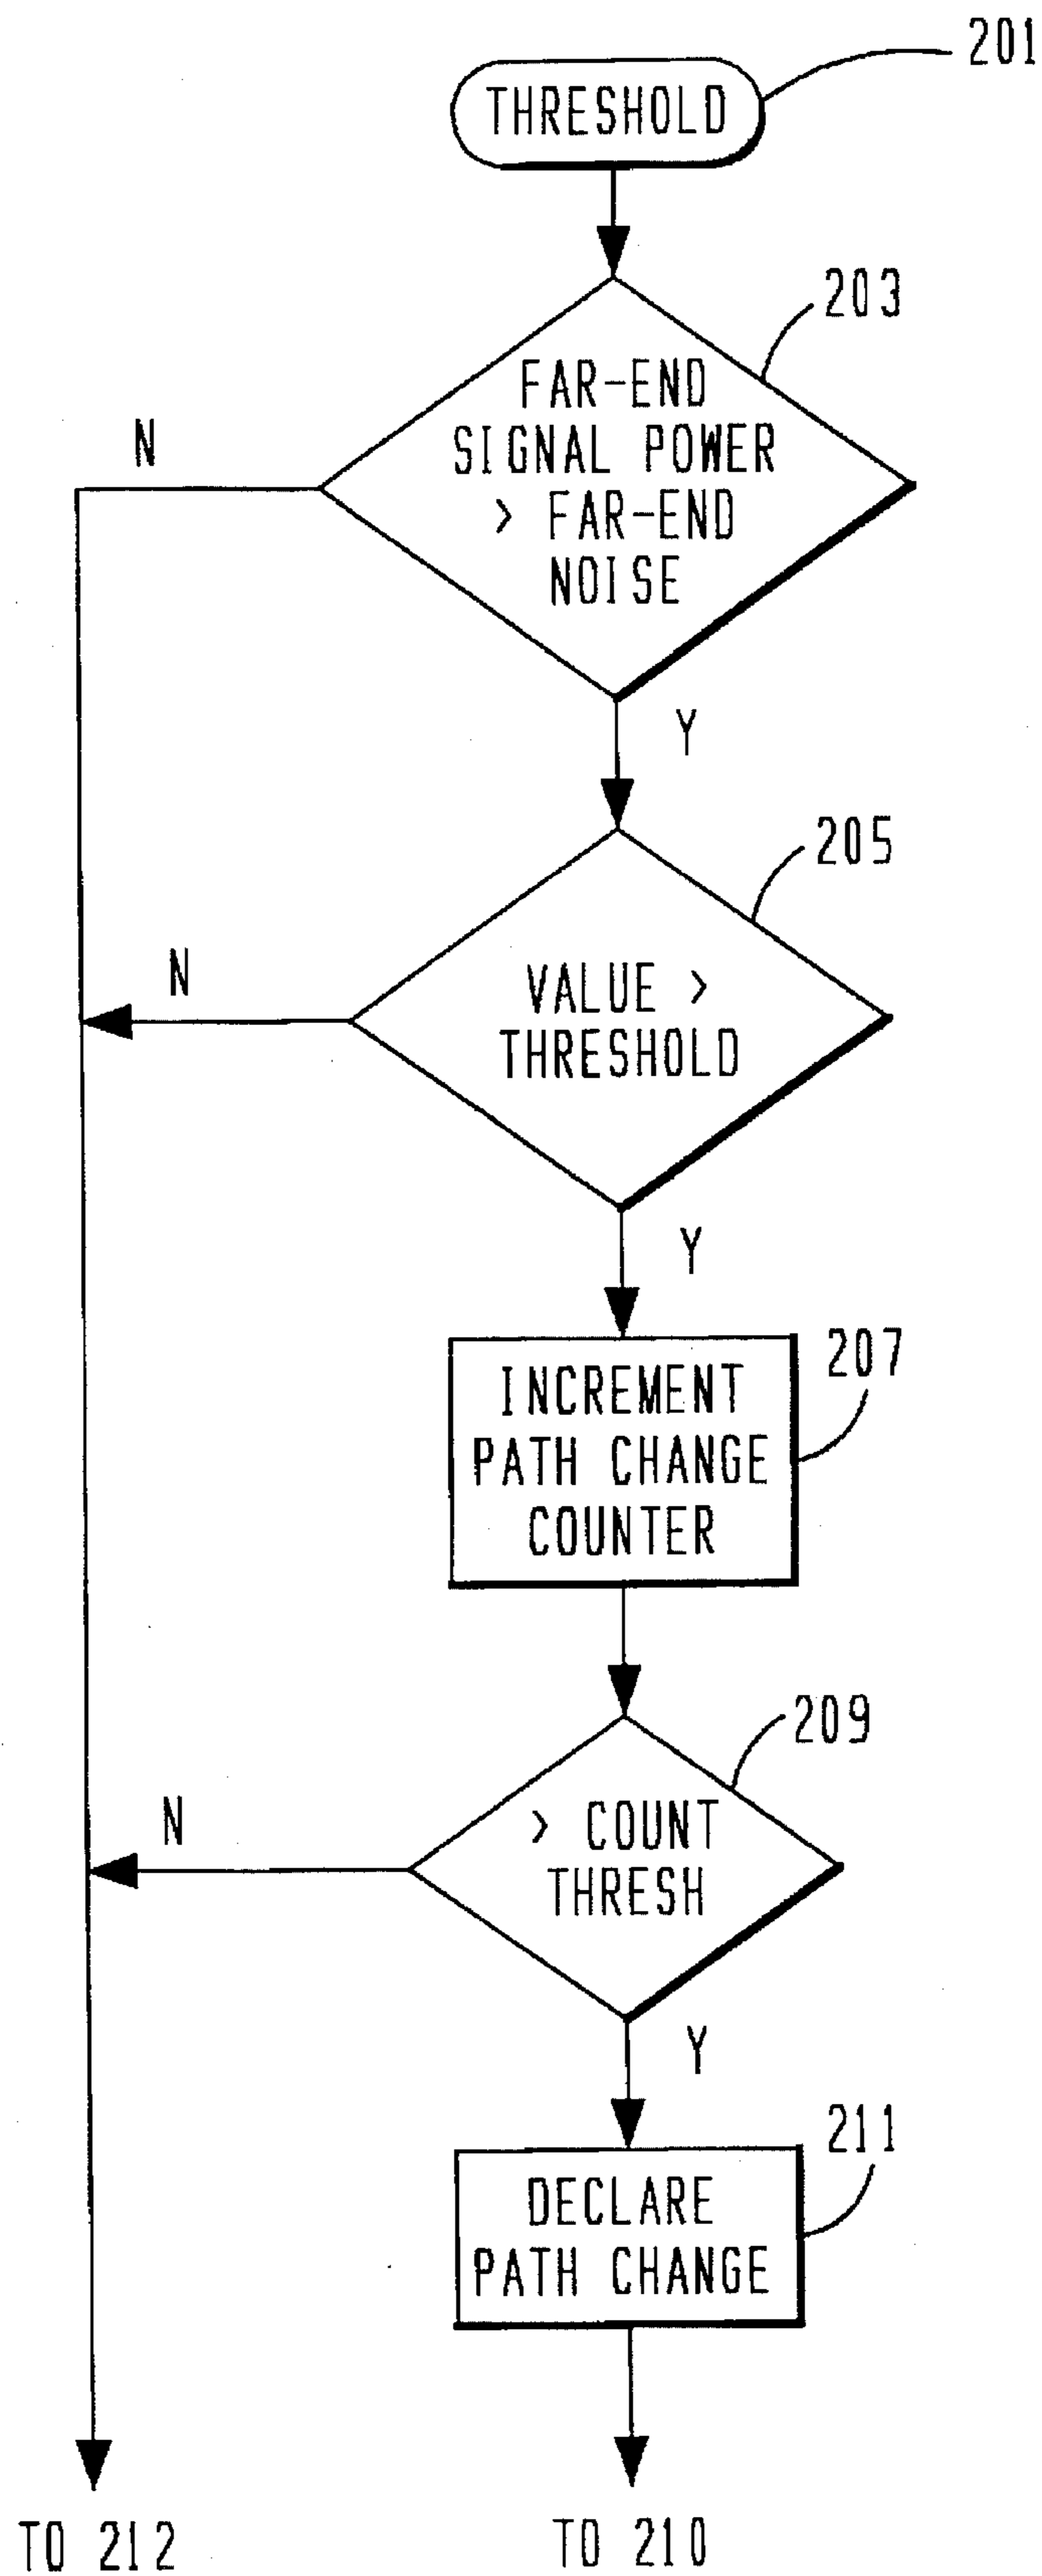 201
THRESHOLD
203
FAR-END
SIGNAL POWER
> FAR-END
NOISE
N
Y
205
VALUE >
THRESHOLD
N
Y
207
INCREMENT
PATH CHANGE
COUNTER
209
> COUNT
THRESH
N
Y
211
DECLARE
PATH CHANGE
TO 212
TO 210